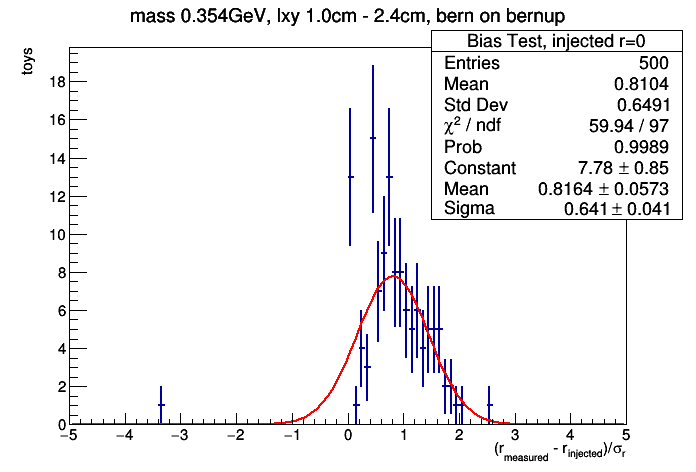 mass 0.354GeV, lxy 1.0cm - 2.4cm, bern on bernup
Bias Test, injected r=0
Entries 500
Mean 0.8104
Std Dev 0.6491
χ² / ndf 59.94 / 97
Prob 0.9989
Constant 7.78 ± 0.85
Mean 0.8164 ± 0.0573
Sigma 0.641 ± 0.041
toys
18
16
14
12
10
8
6
4
2
0
−5 −4 −3 −2 −1 0 1 2 3 4 5
(r_measured - r_injected)/σ_r